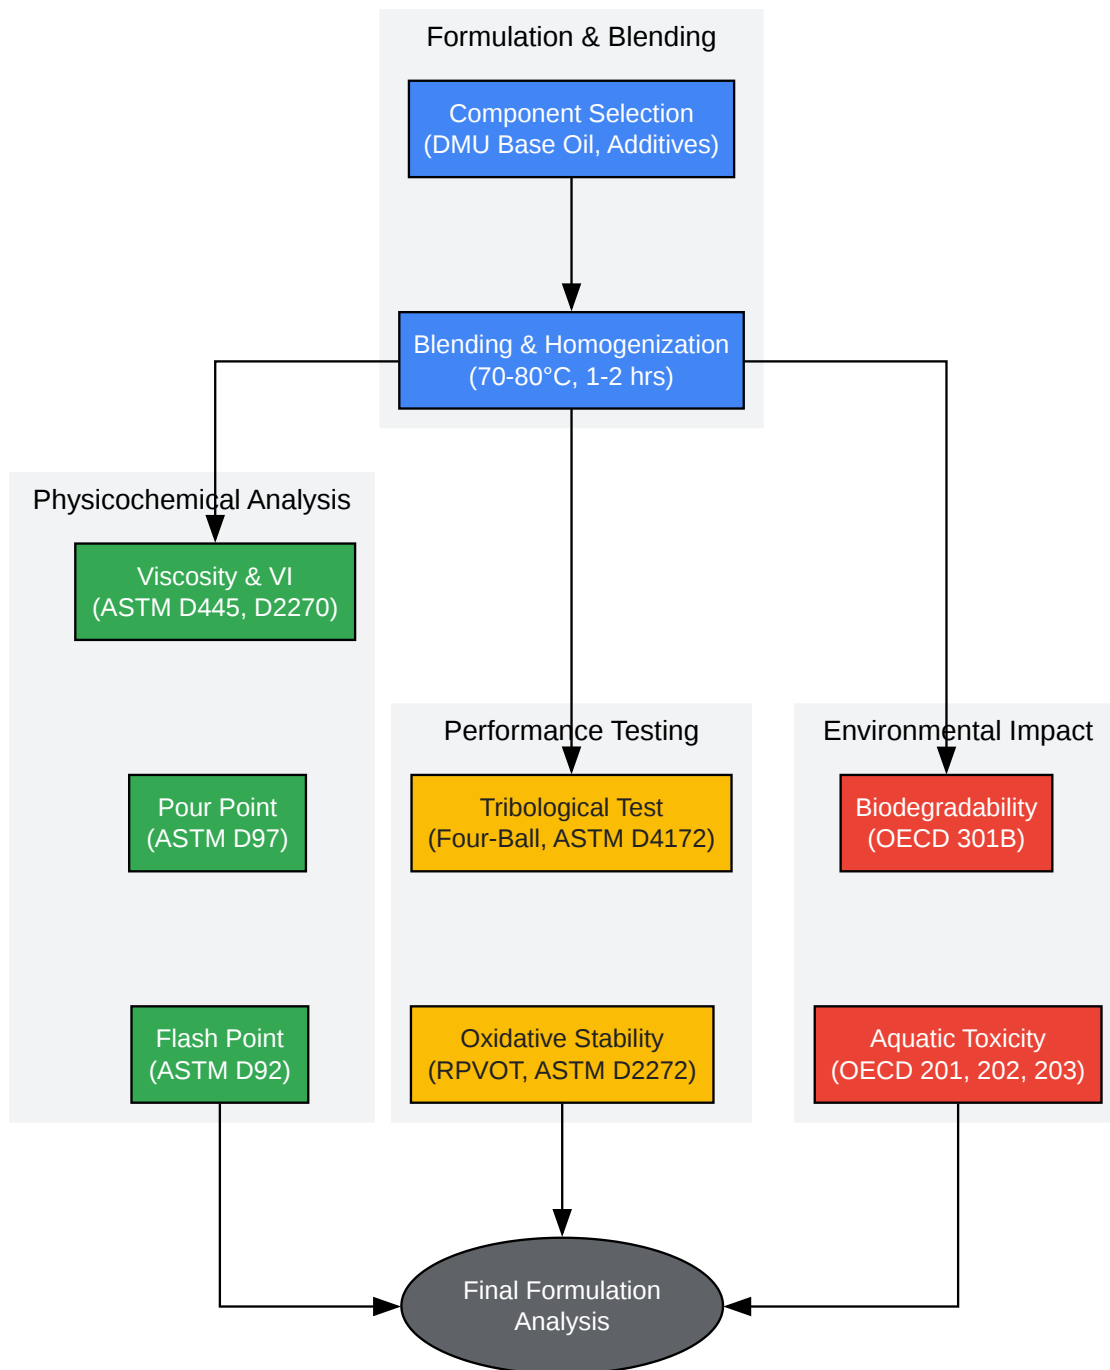 Formulation & Blending
Component Selection
(DMU Base Oil, Additives)
Blending & Homogenization
(70-80°C, 1-2 hrs)
Physicochemical Analysis
Viscosity & VI
(ASTM D445, D2270)
Pour Point
(ASTM D97)
Flash Point
(ASTM D92)
Performance Testing
Tribological Test
(Four-Ball, ASTM D4172)
Oxidative Stability
(RPVOT, ASTM D2272)
Environmental Impact
Biodegradability
(OECD 301B)
Aquatic Toxicity
(OECD 201, 202, 203)
Final Formulation
Analysis